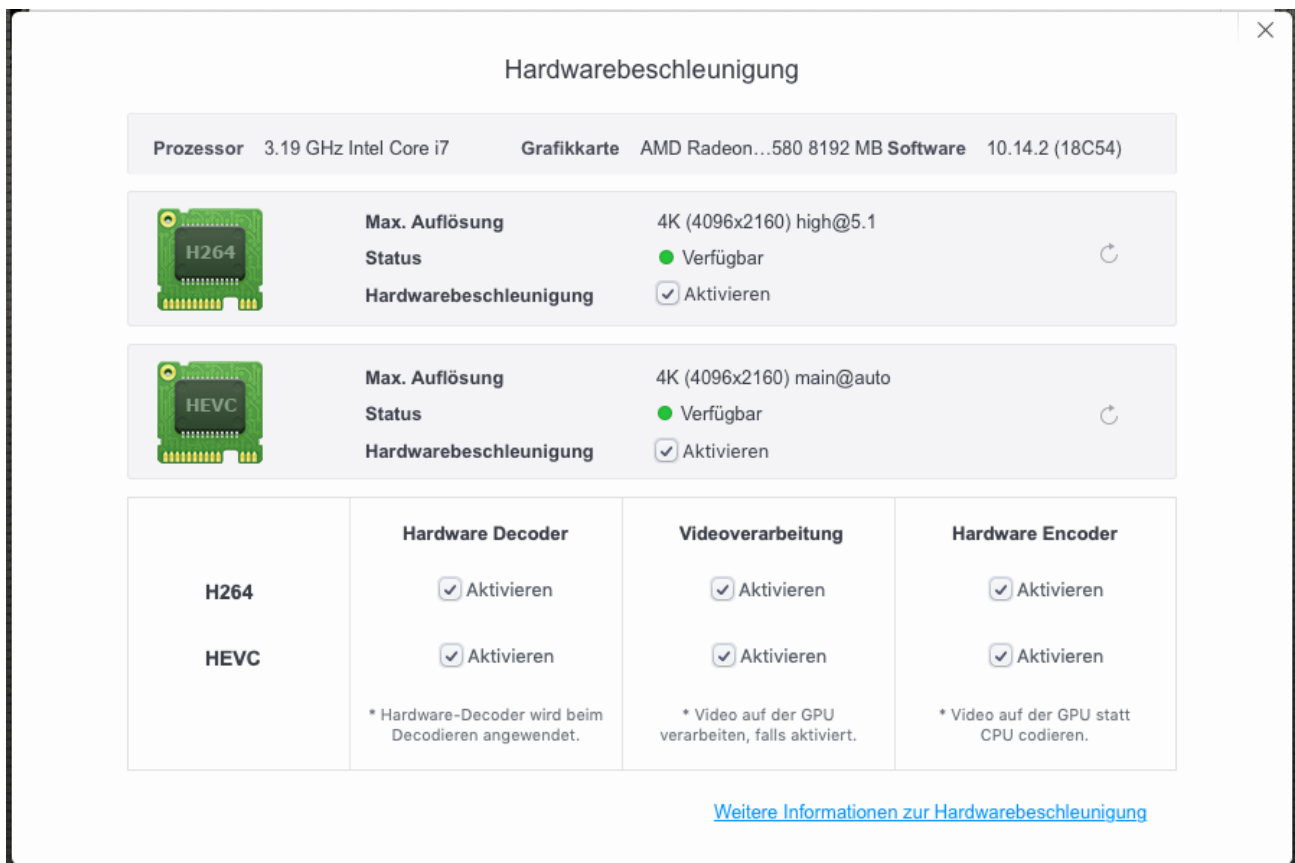 Hardwarebeschleunigung
Prozessor 3.19 GHz Intel Core i7 Grafikkarte AMD Radeon...580 8192 MB Software 10.14.2 (18C54)
H264
Max. Auflösung 4K (4096x2160) high@5.1
Status Verfügbar
Hardwarebeschleunigung Aktivieren
HEVC
Max. Auflösung 4K (4096x2160) main@auto
Status Verfügbar
Hardwarebeschleunigung Aktivieren
Hardware Decoder Videoverarbeitung Hardware Encoder
H264 Aktivieren Aktivieren Aktivieren
HEVC Aktivieren Aktivieren Aktivieren
* Hardware-Decoder wird beim Decodieren angewendet.
* Video auf der GPU verarbeiten, falls aktiviert.
* Video auf der GPU statt CPU codieren.
Weitere Informationen zur Hardwarebeschleunigung